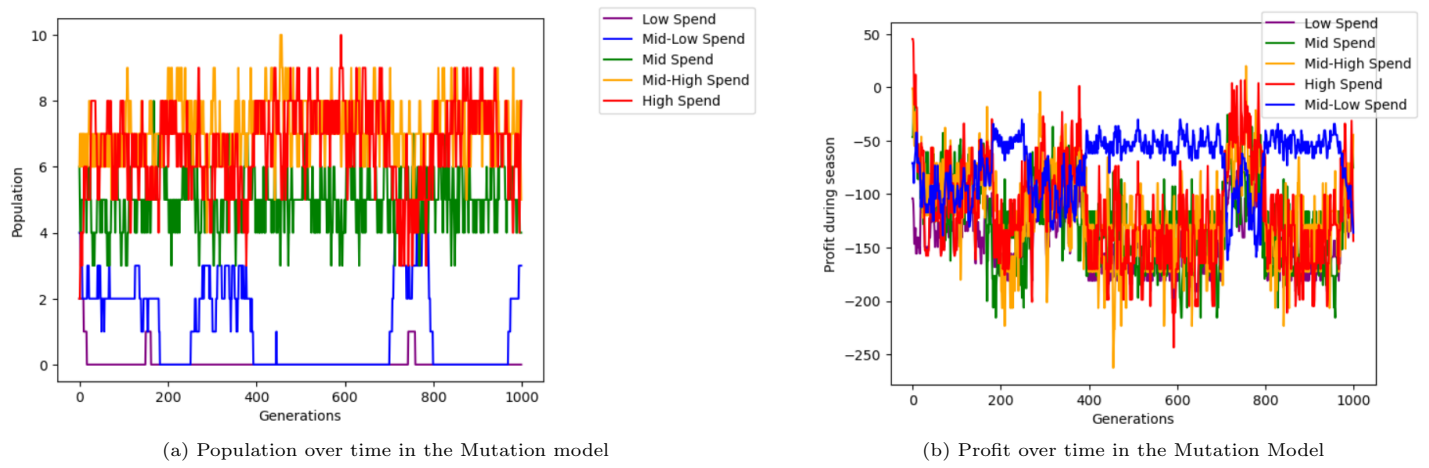 10
8
6
4
2
0
Population
0 200 400 600 800 1000
Generations
Low Spend
Mid-Low Spend
Mid Spend
Mid-High Spend
High Spend
(a) Population over time in the Mutation model
50
0
−50
−100
−150
−200
−250
Profit during season
0 200 400 600 800 1000
Generations
Low Spend
Mid Spend
Mid-High Spend
High Spend
Mid-Low Spend
(b) Profit over time in the Mutation Model